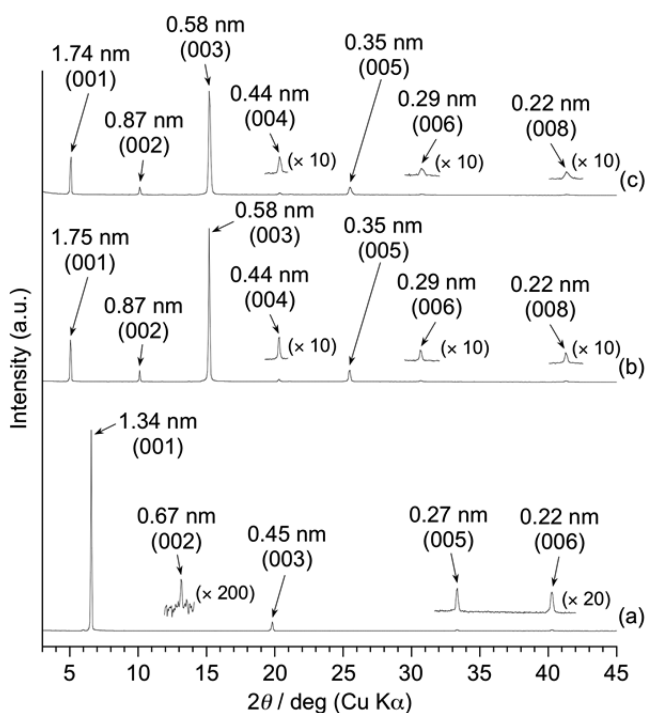 1.74 nm
(001)
0.87 nm
(002)
0.58 nm
(003)
0.44 nm
(004)
(× 10)
0.35 nm
(005)
0.29 nm
(006)
(× 10)
0.22 nm
(008)
(× 10)
(c)
1.75 nm
(001)
0.87 nm
(002)
0.58 nm
(003)
0.44 nm
(004)
(× 10)
0.35 nm
(005)
0.29 nm
(006)
(× 10)
0.22 nm
(008)
(× 10)
(b)
1.34 nm
(001)
0.67 nm
(002)
(× 200)
0.45 nm
(003)
0.27 nm
(005)
0.22 nm
(006)
(× 20)
(a)
Intensity (a.u.)
5 10 15 20 25 30 35 40 45
2θ / deg (Cu Kα)